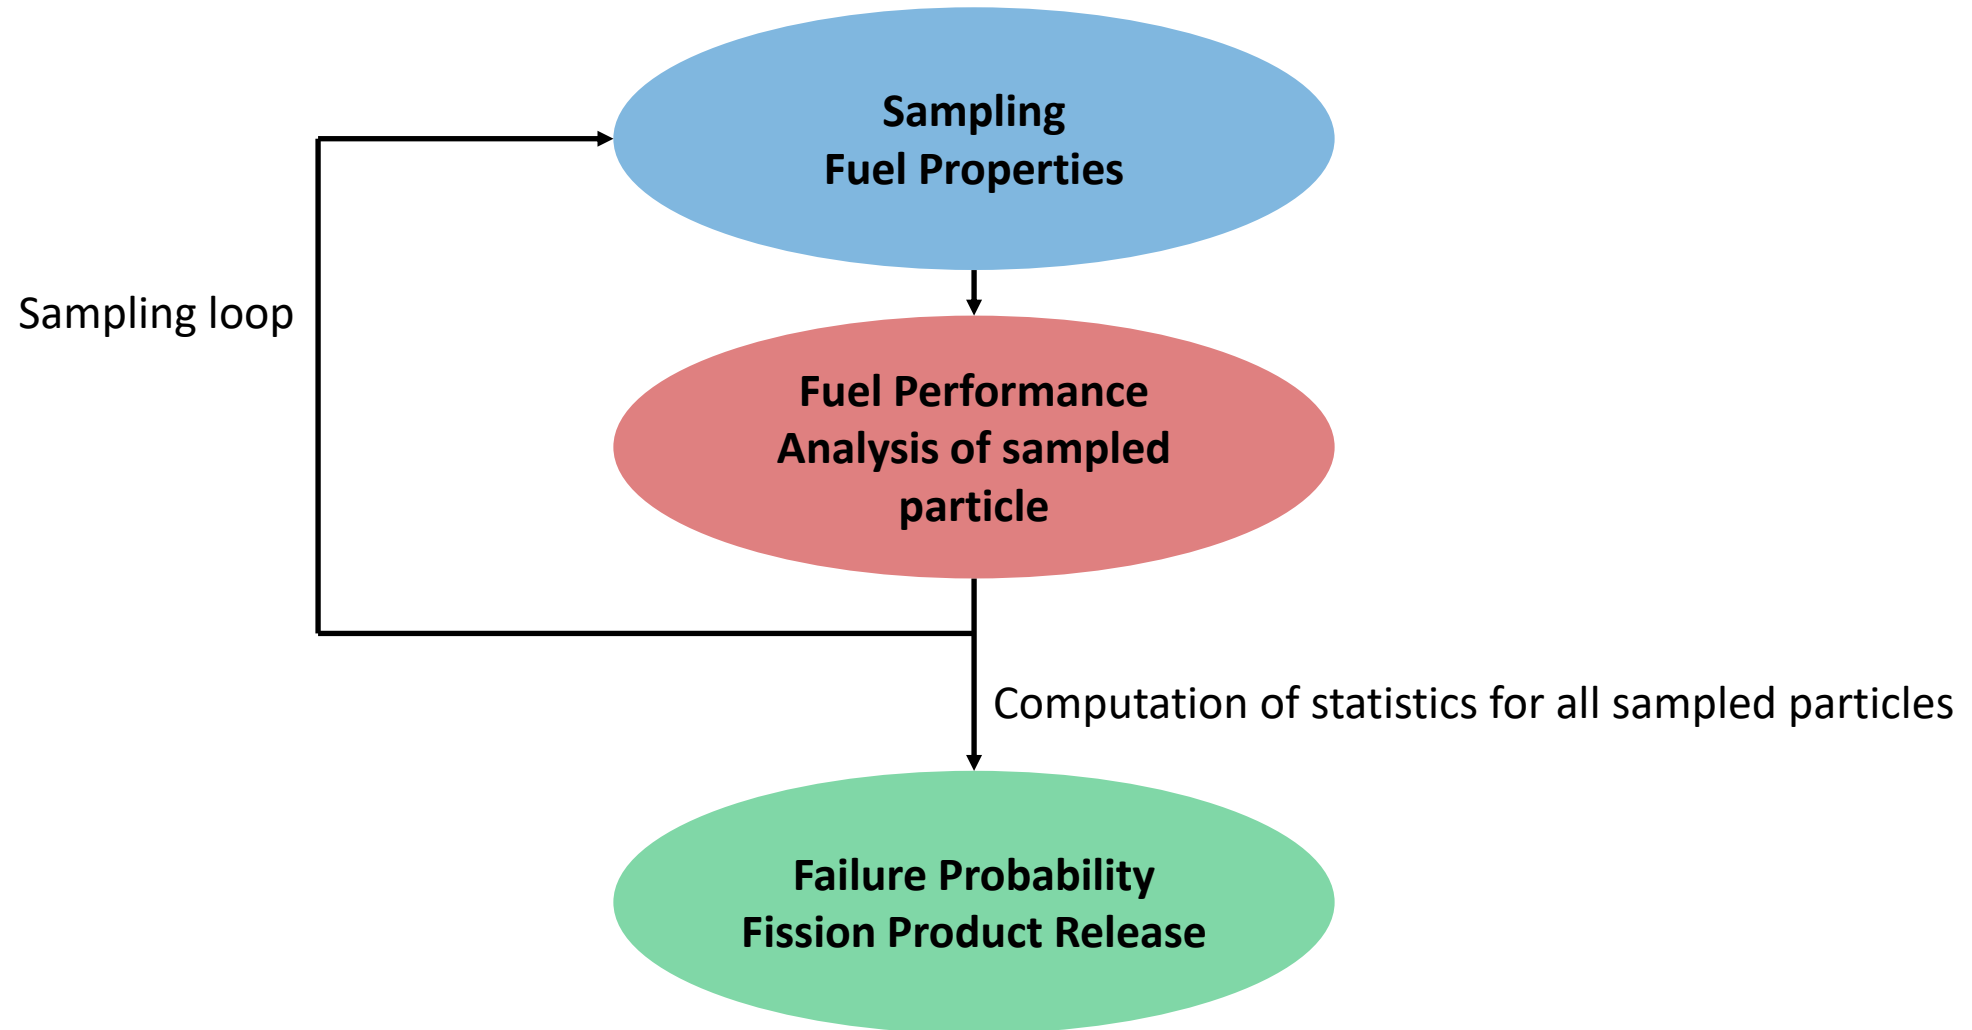 Sampling
Fuel Properties
Sampling loop
Fuel Performance
Analysis of sampled
particle
Computation of statistics for all sampled particles
Failure Probability
Fission Product Release